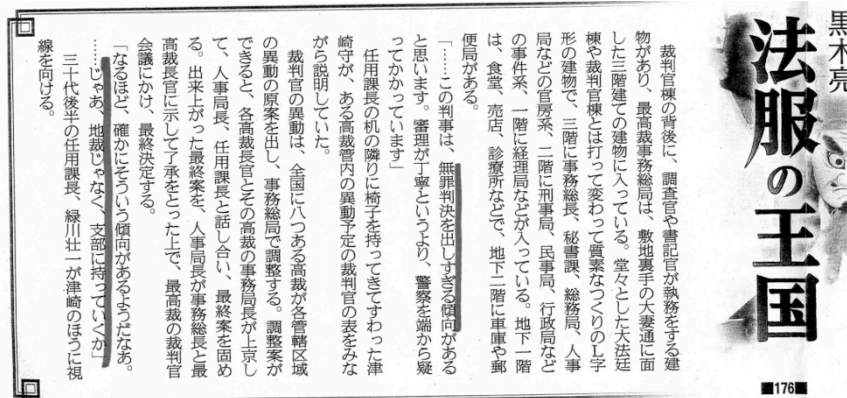 黒木亮
法服の王国
■176■
裁判官棟の背後に、調査官や書記官が執務をする建
物があり、最高裁事務総局は、敷地裏手の大妻通に面
した三階建ての建物に入っている。堂々とした大法廷
棟や裁判官棟とは打って変わって質素なつくりのL字
形の建物で、三階に事務総長、秘書課、総務局、人事
局などの官房系、二階に刑事局、民事局、行政局など
の事件系、一階に経理局などが入っている。地下一階
は、食堂、売店、診療所などで、地下二階に車庫や郵
便局がある。
「……この判事は、無罪判決を出しすぎる傾向がある
と思います。審理が丁寧というより、警察を端から疑
ってかかっています」
任用課長の机の隣りに椅子を持ってきてすわった津
崎守が、ある高裁管内の異動予定の裁判官の表をみな
がら説明していた。
裁判官の異動は、全国に八つある高裁が各管轄区域
の異動の原案を出し、事務総局で調整する。調整案が
できると、各高裁長官とその高裁の事務局長が上京し
て、人事局長、任用課長と話し合い、最終案を固め
る。出来上がった最終案を、人事局長が事務総長と最
高裁長官に示して了承をとった上で、最高裁の裁判官
会議にかけ、最終決定する。
「なるほど、確かにそういう傾向があるようだなあ。
……じゃあ、地裁じゃなく、支部に持っていくか」
三十代後半の任用課長、緑川壮一が津崎のほうに視
線を向ける。